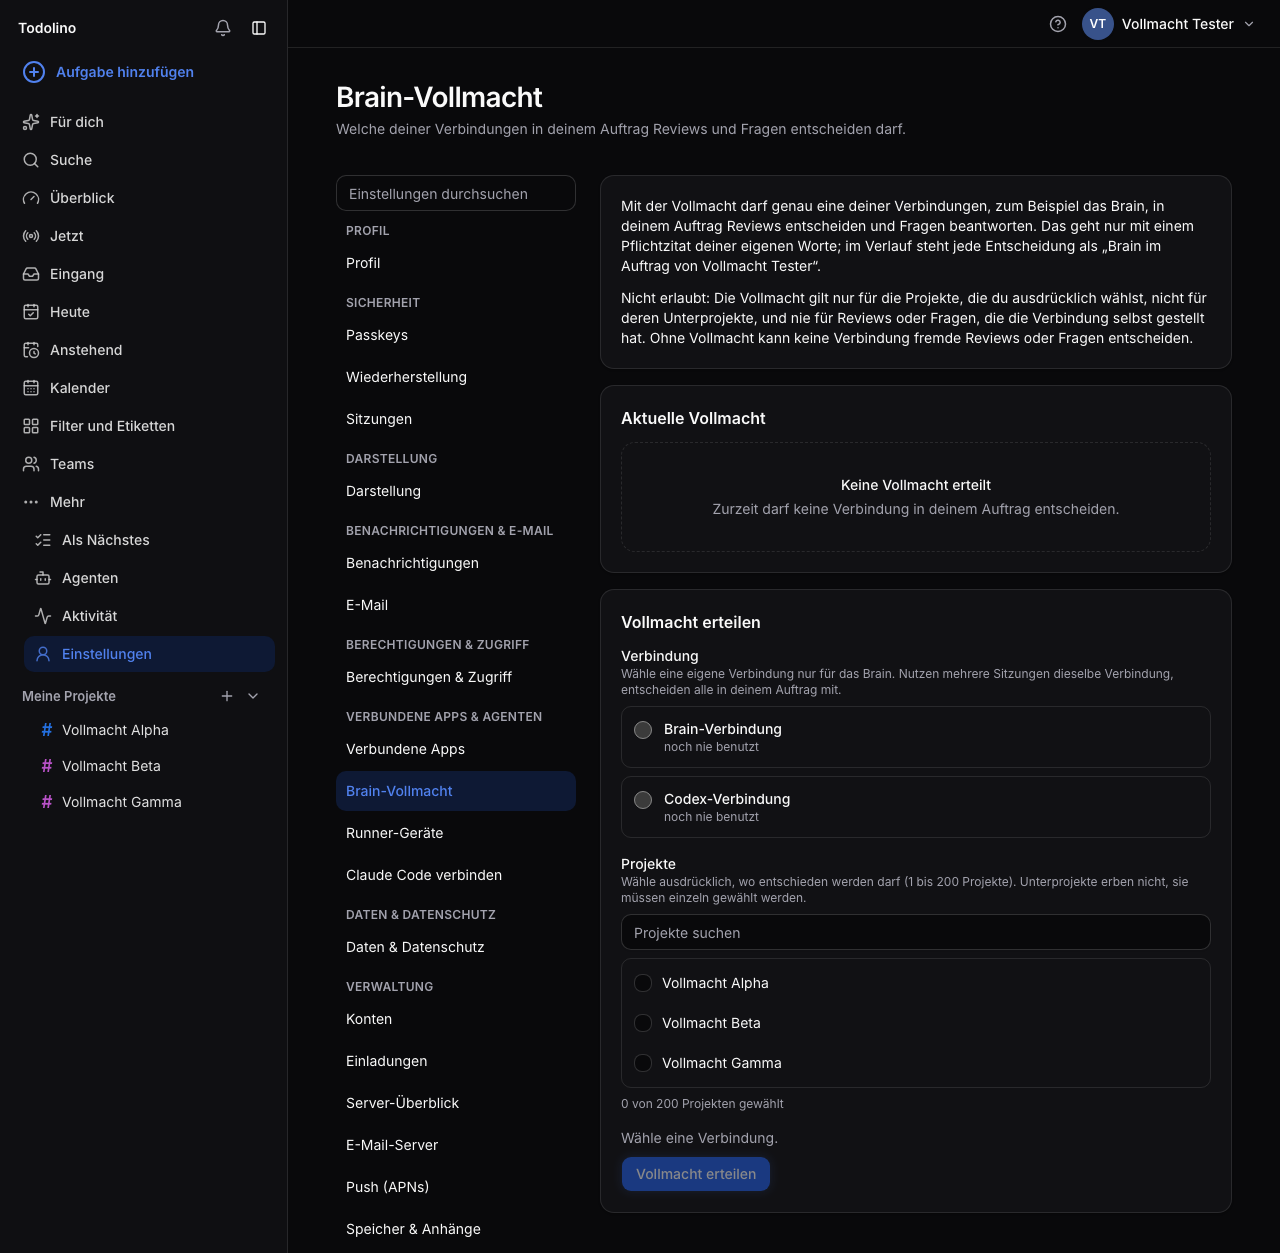 Todolino
Aufgabe hinzufügen
Für dich
Suche
Überblick
Jetzt
Eingang
Heute
Anstehend
Kalender
Filter und Etiketten
Teams
Mehr
Als Nächstes
Agenten
Aktivität
Einstellungen
Meine Projekte
# Vollmacht Alpha
# Vollmacht Beta
# Vollmacht Gamma
VT Vollmacht Tester
Brain-Vollmacht
Welche deiner Verbindungen in deinem Auftrag Reviews und Fragen entscheiden darf.
Einstellungen durchsuchen
PROFIL
Profil
SICHERHEIT
Passkeys
Wiederherstellung
Sitzungen
DARSTELLUNG
Darstellung
BENACHRICHTIGUNGEN & E-MAIL
Benachrichtigungen
E-Mail
BERECHTIGUNGEN & ZUGRIFF
Berechtigungen & Zugriff
VERBUNDENE APPS & AGENTEN
Verbundene Apps
Brain-Vollmacht
Runner-Geräte
Claude Code verbinden
DATEN & DATENSCHUTZ
Daten & Datenschutz
VERWALTUNG
Konten
Einladungen
Server-Überblick
E-Mail-Server
Push (APNs)
Speicher & Anhänge
Mit der Vollmacht darf genau eine deiner Verbindungen, zum Beispiel das Brain, in
deinem Auftrag Reviews entscheiden und Fragen beantworten. Das geht nur mit einem
Pflichtzitat deiner eigenen Worte; im Verlauf steht jede Entscheidung als „Brain im
Auftrag von Vollmacht Tester“.
Nicht erlaubt: Die Vollmacht gilt nur für die Projekte, die du ausdrücklich wählst, nicht für
deren Unterprojekte, und nie für Reviews oder Fragen, die die Verbindung selbst gestellt
hat. Ohne Vollmacht kann keine Verbindung fremde Reviews oder Fragen entscheiden.
Aktuelle Vollmacht
Keine Vollmacht erteilt
Zurzeit darf keine Verbindung in deinem Auftrag entscheiden.
Vollmacht erteilen
Verbindung
Wähle eine eigene Verbindung nur für das Brain. Nutzen mehrere Sitzungen dieselbe Verbindung,
entscheiden alle in deinem Auftrag mit.
Brain-Verbindung
noch nie benutzt
Codex-Verbindung
noch nie benutzt
Projekte
Wähle ausdrücklich, wo entschieden werden darf (1 bis 200 Projekte). Unterprojekte erben nicht, sie
müssen einzeln gewählt werden.
Projekte suchen
Vollmacht Alpha
Vollmacht Beta
Vollmacht Gamma
0 von 200 Projekten gewählt
Wähle eine Verbindung.
Vollmacht erteilen